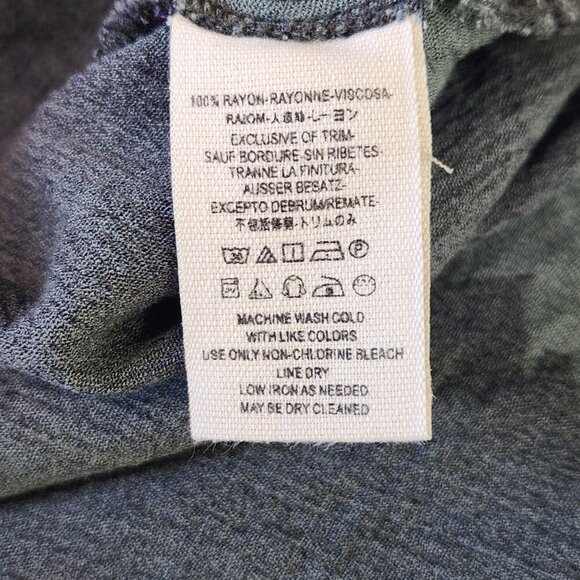 100% RAYON-RAYONNE-VISCOSA-
RAIOM-人造絲-レーヨン
EXCLUSIVE OF TRIM-
SAUF BORDURE-SIN RIBETES-
TRANNE LA FINITURA-
AUSSER BESATZ-
EXCEPTO DEBRUM/REMATE-
不包括修飾-トリムのみ
MACHINE WASH COLD
WITH LIKE COLORS
USE ONLY NON-CHLORINE BLEACH
LINE DRY
LOW IRON AS NEEDED
MAY BE DRY CLEANED